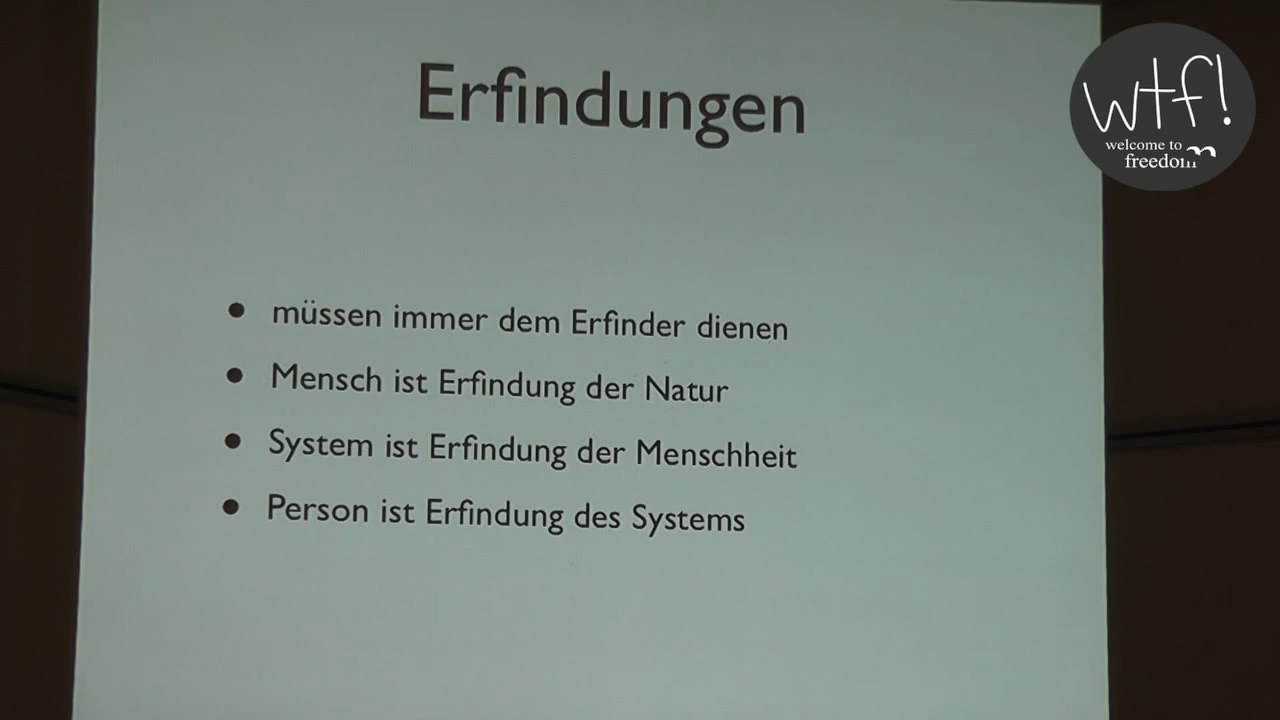 Erfindungen
wtf!
welcome to
freedom
• müssen immer dem Erfinder dienen
• Mensch ist Erfindung der Natur
• System ist Erfindung der Menschheit
• Person ist Erfindung des Systems